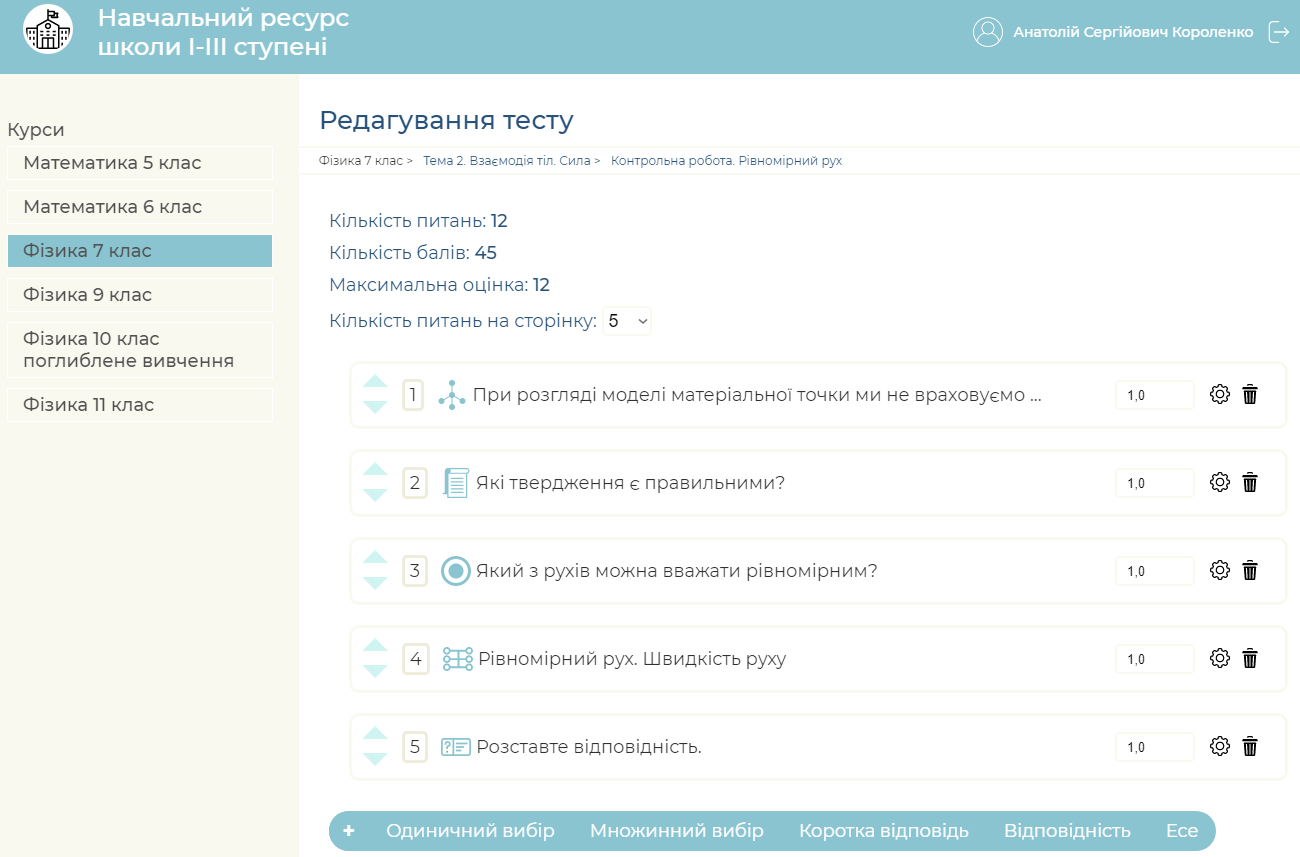 Навчальний ресурс
школи І-ІІІ ступені
Анатолій Сергійович Короленко
Курси
Математика 5 клас
Математика 6 клас
Фізика 7 клас
Фізика 9 клас
Фізика 10 клас
поглиблене вивчення
Фізика 11 клас
Редагування тесту
Фізика 7 клас > Тема 2. Взаємодія тіл. Сила > Контрольна робота. Рівномірний рух
Кількість питань: 12
Кількість балів: 45
Максимальна оцінка: 12
Кількість питань на сторінку: 5
1 При розгляді моделі матеріальної точки ми не враховуємо ... 1,0
2 Які твердження є правильними? 1,0
3 Який з рухів можна вважати рівномірним? 1,0
4 Рівномірний рух. Швидкість руху 1,0
5 Розставте відповідність. 1,0
+ Одиничний вибір Множинний вибір Коротка відповідь Відповідність Есе